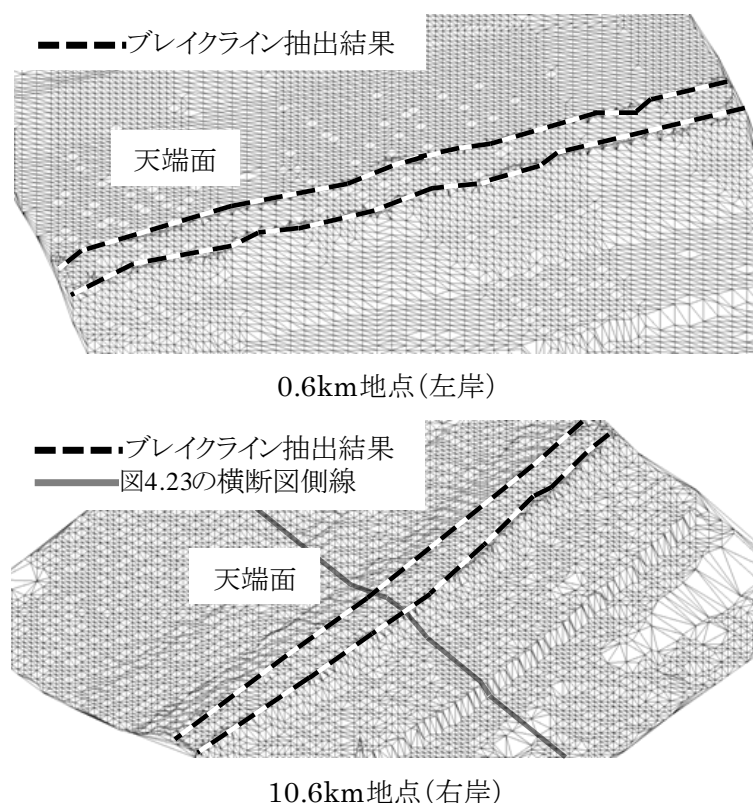 ブレイクライン抽出結果
天端面
0.6km地点(左岸)
ブレイクライン抽出結果
図4.23の横断図側線
天端面
10.6km地点(右岸)